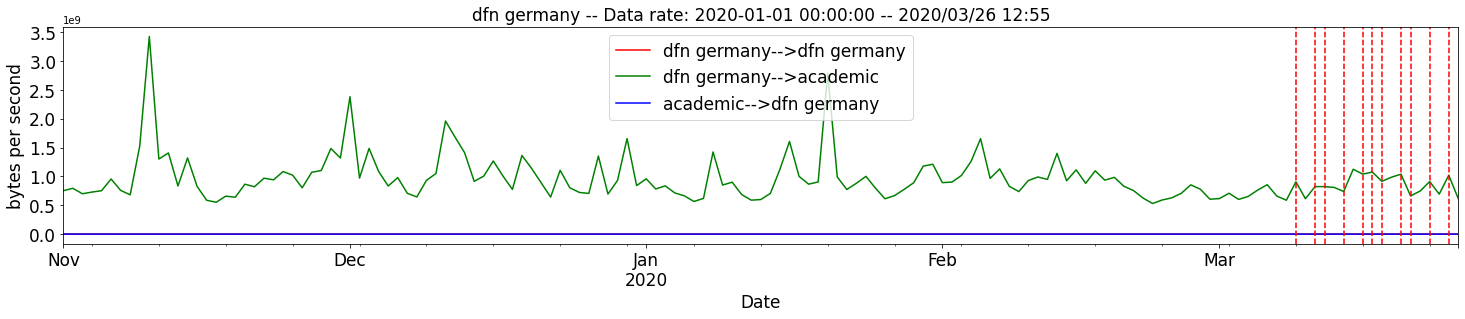 dfn germany -- Data rate: 2020-01-01 00:00:00 -- 2020/03/26 12:55
1e9
3.5
3.0
2.5
2.0
1.5
1.0
0.5
0.0
bytes per second
dfn germany-->dfn germany
dfn germany-->academic
academic-->dfn germany
Nov Dec Jan Feb Mar
2020
Date